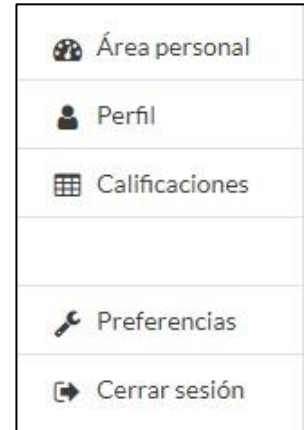 Área personal
Perfil
Calificaciones
Preferencias
Cerrar sesión